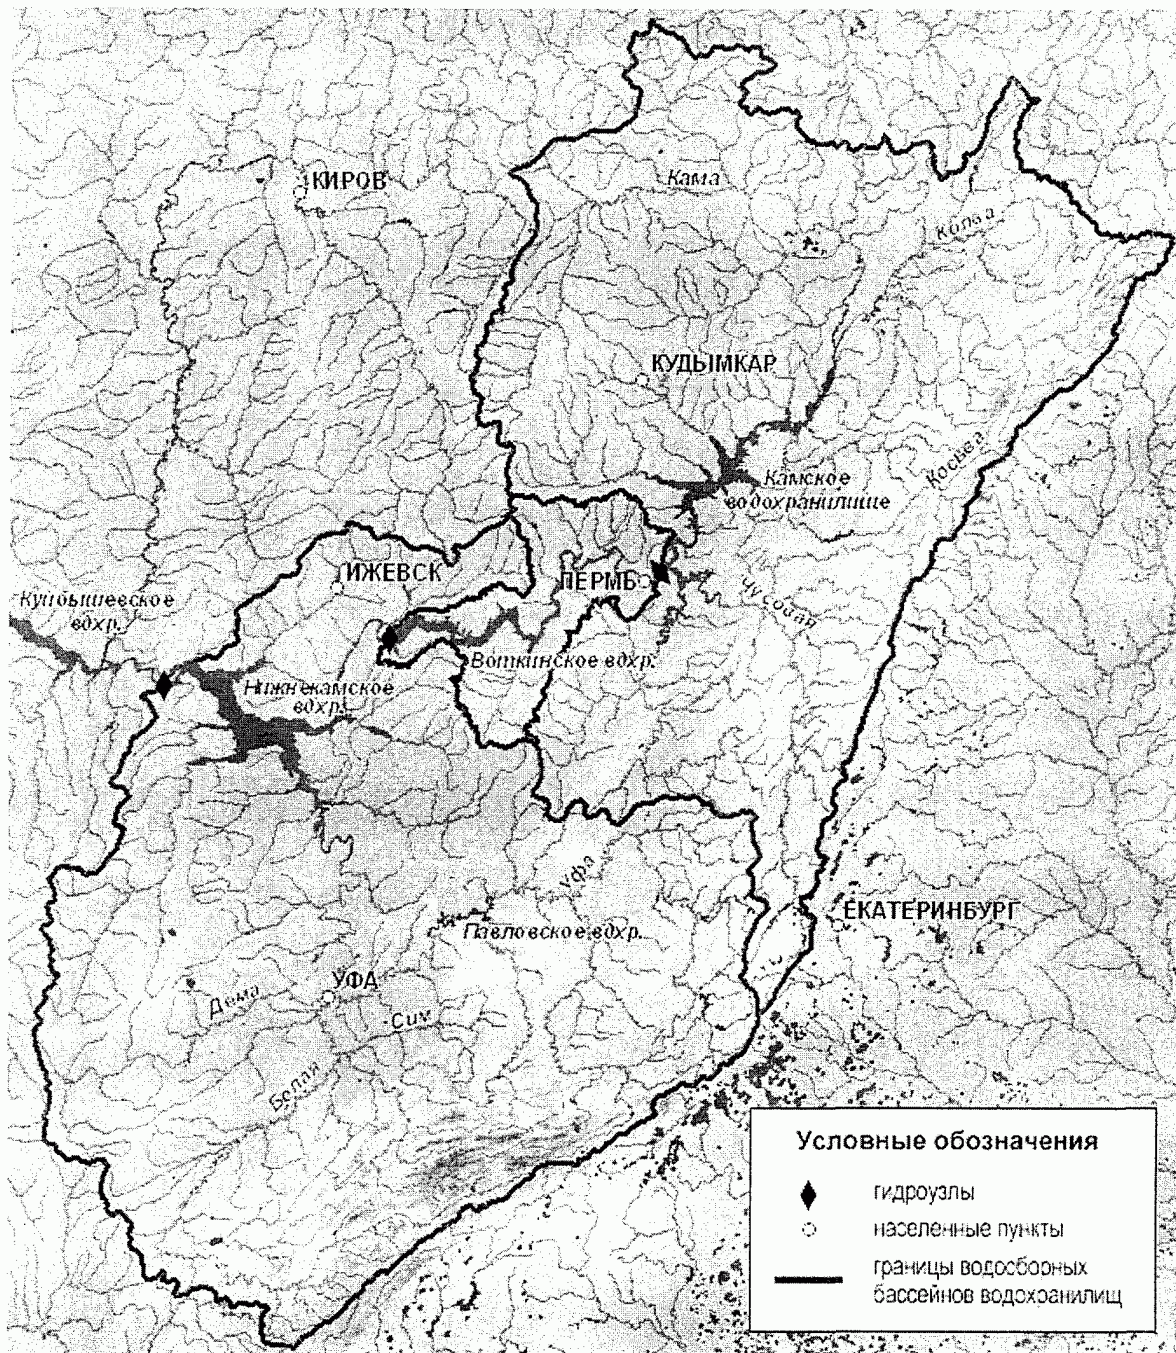 КИРОВ
Кама
Колва
КУДЫМКАР
Косьва
Камское
водохранилище
ИЖЕВСК
ПЕРМЬ
Чусовая
Куйбышевское
вдхр.
Воткинское вдхр.
Нижнекамское
вдхр.
Уфа
ЕКАТЕРИНБУРГ
Павловское вдхр.
УФА
Дема
Сим
Белая
Условные обозначения
гидроузлы
населенные пункты
границы водосборных
бассейнов водохранилищ